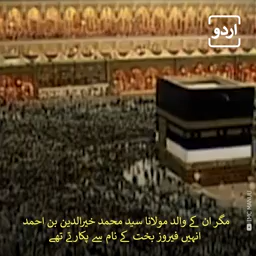 اردو
مگر ان کے والد مولانا سید محمد خیرالدین بن احمد
انہیں فیروز بخت کے نام سے پکارتے تھے